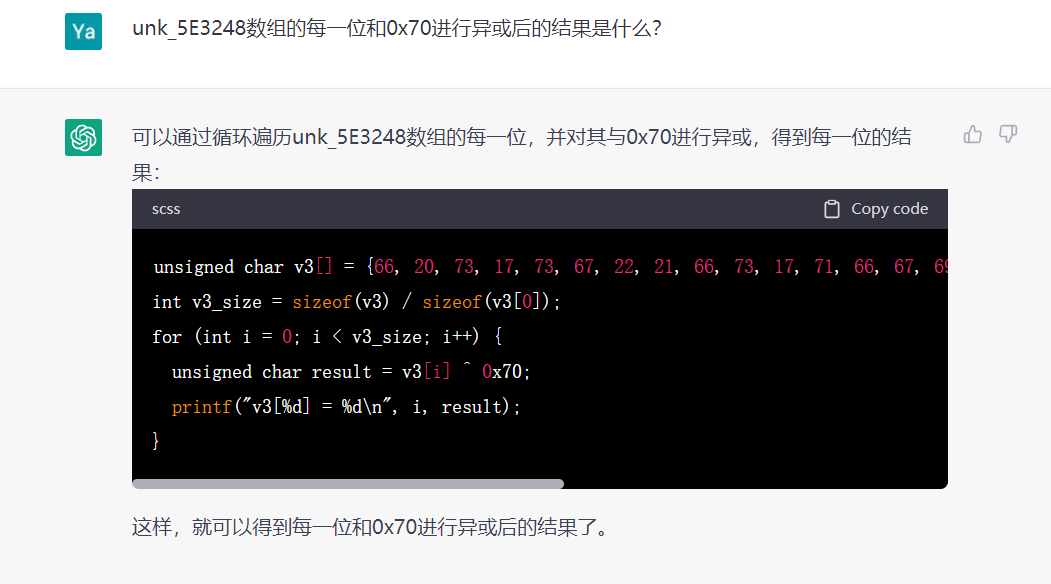 Ya
unk_5E3248数组的每一位和0x70进行异或后的结果是什么?
可以通过循环遍历unk_5E3248数组的每一位，并对其与0x70进行异或，得到每一位的结
果：
scss
Copy code
unsigned char v3[] = {66, 20, 73, 17, 73, 67, 22, 21, 66, 73, 17, 71, 66, 67,
int v3_size = sizeof(v3) / sizeof(v3[0]);
for (int i = 0; i < v3_size; i++) {
unsigned char result = v3[i] ^ 0x70;
printf("v3[%d] = %d\n", i, result);
}
这样，就可以得到每一位和0x70进行异或后的结果了。